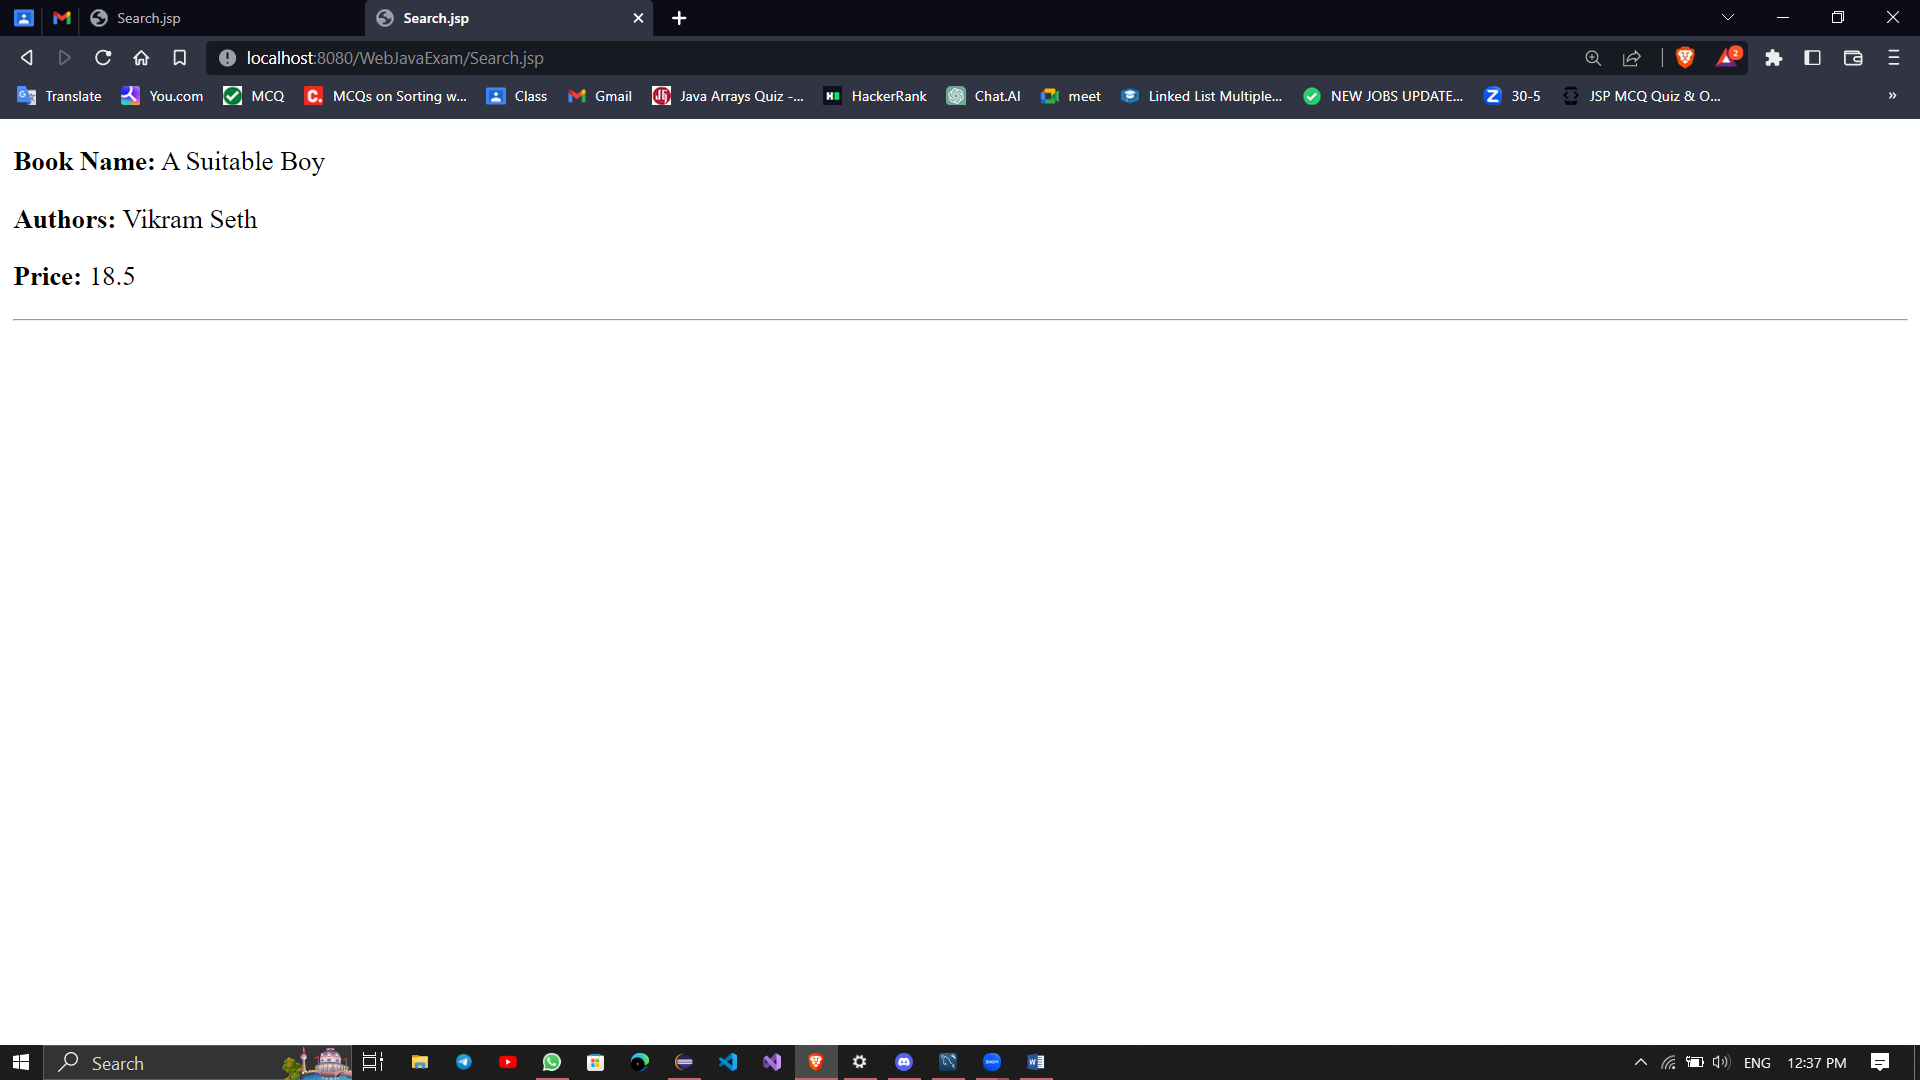 Search.jsp
Search.jsp
localhost:8080/WebJavaExam/Search.jsp
2
Translate You.com MCQ MCQs on Sorting w... Class Gmail Java Arrays Quiz -... HackerRank Chat.AI meet Linked List Multiple... NEW JOBS UPDATE... 30-5 JSP MCQ Quiz & O... »
Book Name: A Suitable Boy
Authors: Vikram Seth
Price: 18.5
Search
ENG 12:37 PM